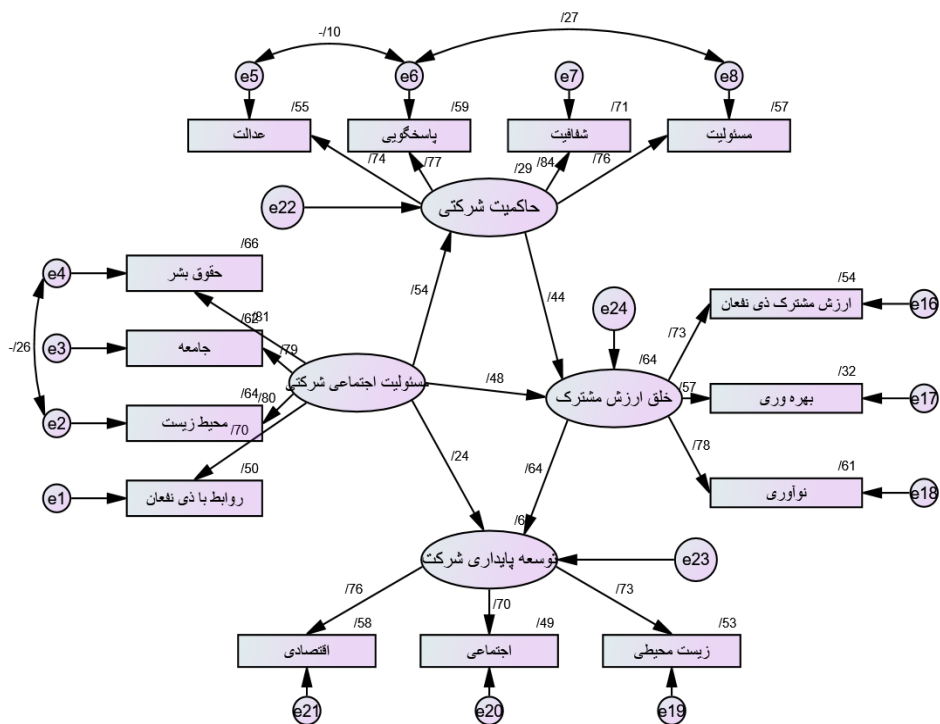 -/10
/27
e5
e6
e7
e8
/55
/59
/71
/57
عدالت
پاسخگویی
شفافیت
مسئولیت
/74
/77
/29
/84
/76
e22
حاکمیت شرکتی
/66
e4
حقوق بشر
/54
/44
/54
ارزش مشترک ذی نفعان
e16
e24
/62
/81
-/26
e3
جامعه
/79
/73
/64
/32
مسئولیت اجتماعی شرکتی
/48
خلق ارزش مشترک
/57
بهره وری
e17
/64
/80
e2
محیط زیست
/70
/78
/24
/64
/50
/61
e1
روابط با ذی نفعان
نوآوری
e18
/6
توسعه پایداری شرکت
e23
/76
/70
/73
/58
/49
/53
اقتصادی
اجتماعی
زیست محیطی
e21
e20
e19